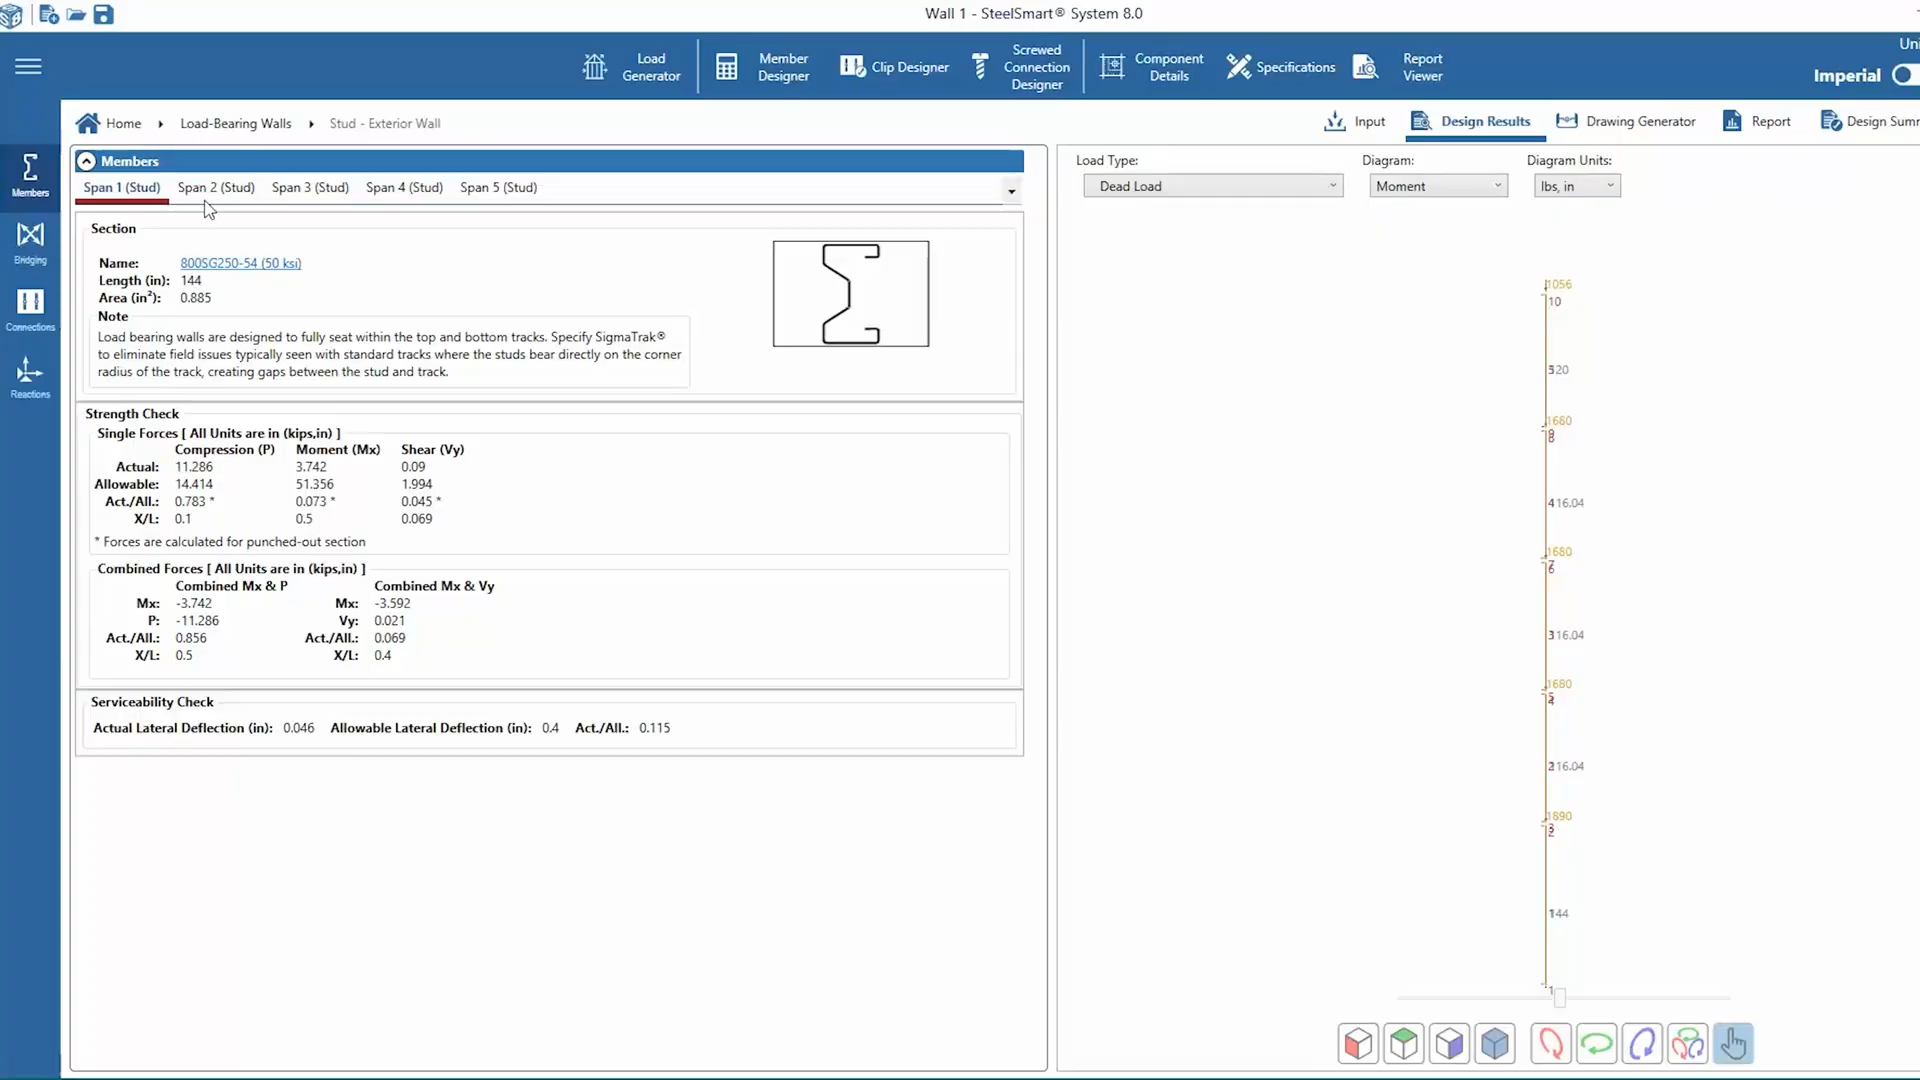 Wall 1 - SteelSmart® System 8.0
Load Generator
Member Designer
Clip Designer
Screwed Connection Designer
Component Details
Specifications
Report Viewer
Imperial
Home
Load-Bearing Walls
Stud - Exterior Wall
Input
Design Results
Drawing Generator
Report
Members
Bridging
Connections
Reactions
Members
Span 1 (Stud) Span 2 (Stud) Span 3 (Stud) Span 4 (Stud) Span 5 (Stud)
Section
Name: 800SG250-54 (50 ksi)
Length (in): 144
Area (in²): 0.885
Note
Load bearing walls are designed to fully seat within the top and bottom tracks. Specify SigmaTrak®
to eliminate field issues typically seen with standard tracks where the studs bear directly on the corner
radius of the track, creating gaps between the stud and track.
Strength Check
Single Forces [ All Units are in (kips,in) ]
Compression (P) Moment (Mx) Shear (Vy)
Actual: 11.286 3.742 0.09
Allowable: 14.414 51.356 1.994
Act./All.: 0.783 * 0.073 * 0.045 *
X/L: 0.1 0.5 0.069
* Forces are calculated for punched-out section
Combined Forces [ All Units are in (kips,in) ]
Combined Mx & P Combined Mx & Vy
Mx: -3.742 Mx: -3.592
P: -11.286 Vy: 0.021
Act./All.: 0.856 Act./All.: 0.069
X/L: 0.5 X/L: 0.4
Serviceability Check
Actual Lateral Deflection (in): 0.046 Allowable Lateral Deflection (in): 0.4 Act./All.: 0.115
Load Type:
Dead Load
Diagram:
Moment
Diagram Units:
lbs, in
1056
10
1680
1680
1890
144